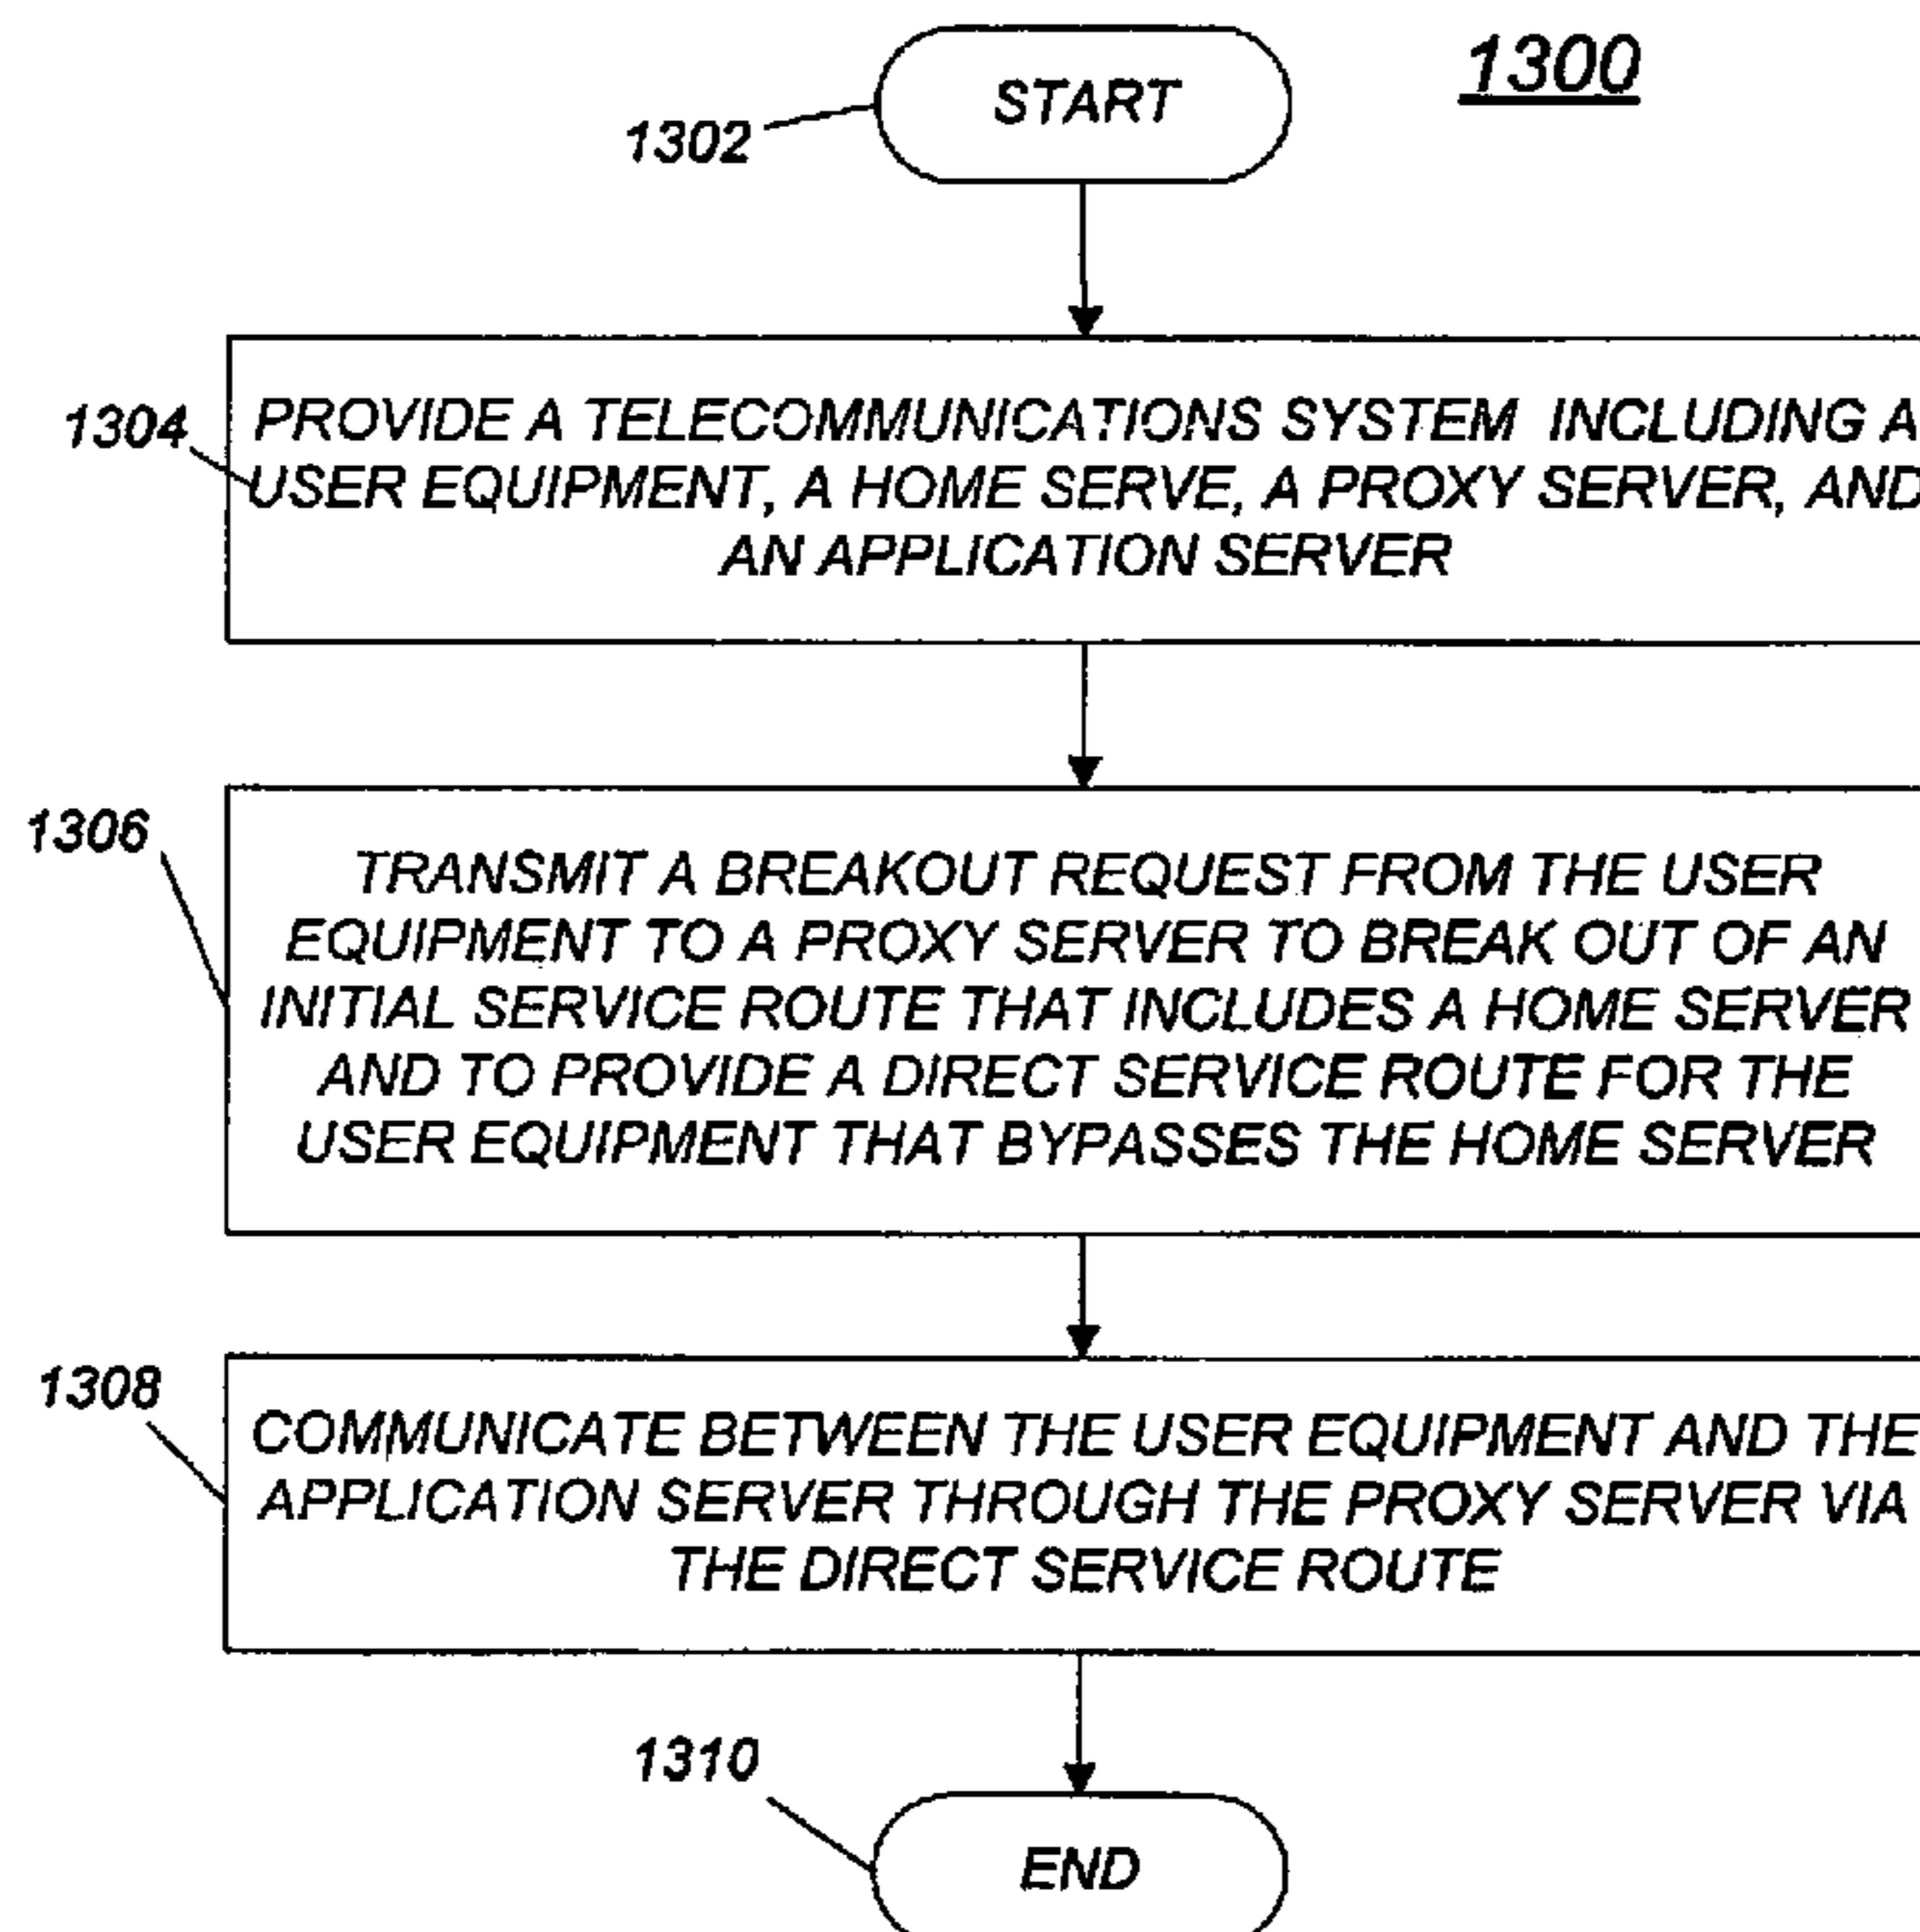 1300
START
1302
1304
PROVIDE A TELECOMMUNICATIONS SYSTEM INCLUDING A
USER EQUIPMENT, A HOME SERVE, A PROXY SERVER, AND
AN APPLICATION SERVER
1306
TRANSMIT A BREAKOUT REQUEST FROM THE USER
EQUIPMENT TO A PROXY SERVER TO BREAK OUT OF AN
INITIAL SERVICE ROUTE THAT INCLUDES A HOME SERVER
AND TO PROVIDE A DIRECT SERVICE ROUTE FOR THE
USER EQUIPMENT THAT BYPASSES THE HOME SERVER
1308
COMMUNICATE BETWEEN THE USER EQUIPMENT AND THE
APPLICATION SERVER THROUGH THE PROXY SERVER VIA
THE DIRECT SERVICE ROUTE
1310
END